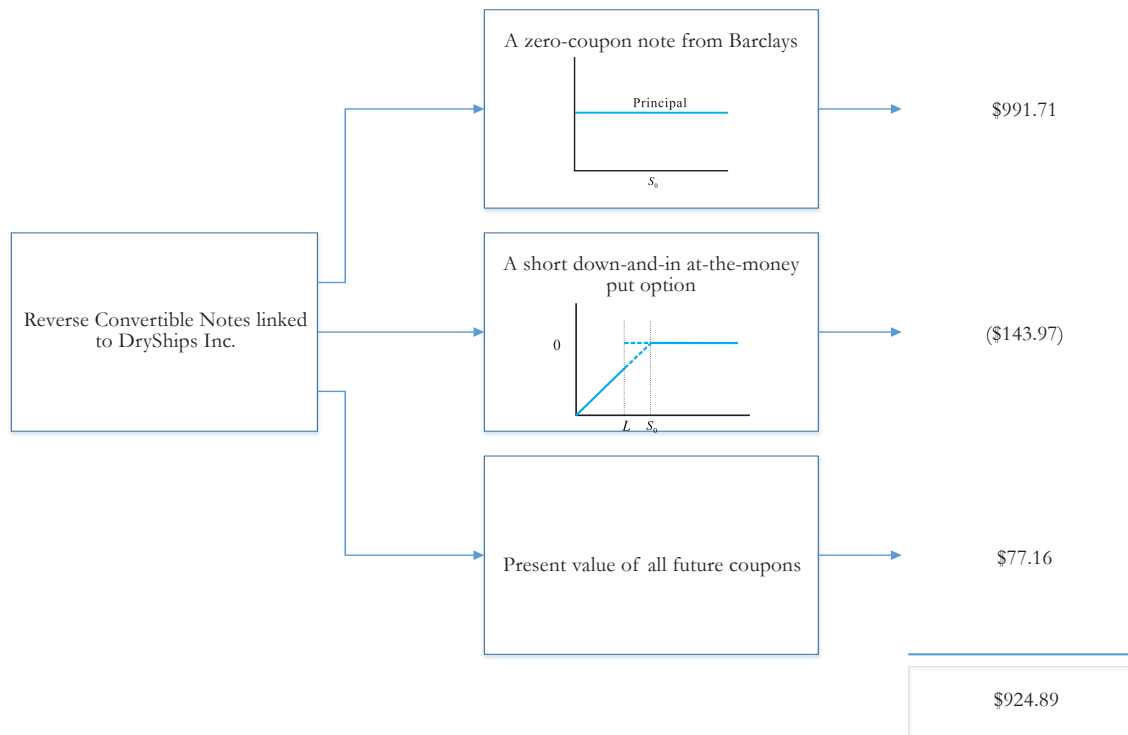 A zero-coupon note from Barclays
Principal
S₀
$991.71
Reverse Convertible Notes linked
to DryShips Inc.
A short down-and-in at-the-money
put option
0
L S₀
($143.97)
Present value of all future coupons
$77.16
$924.89